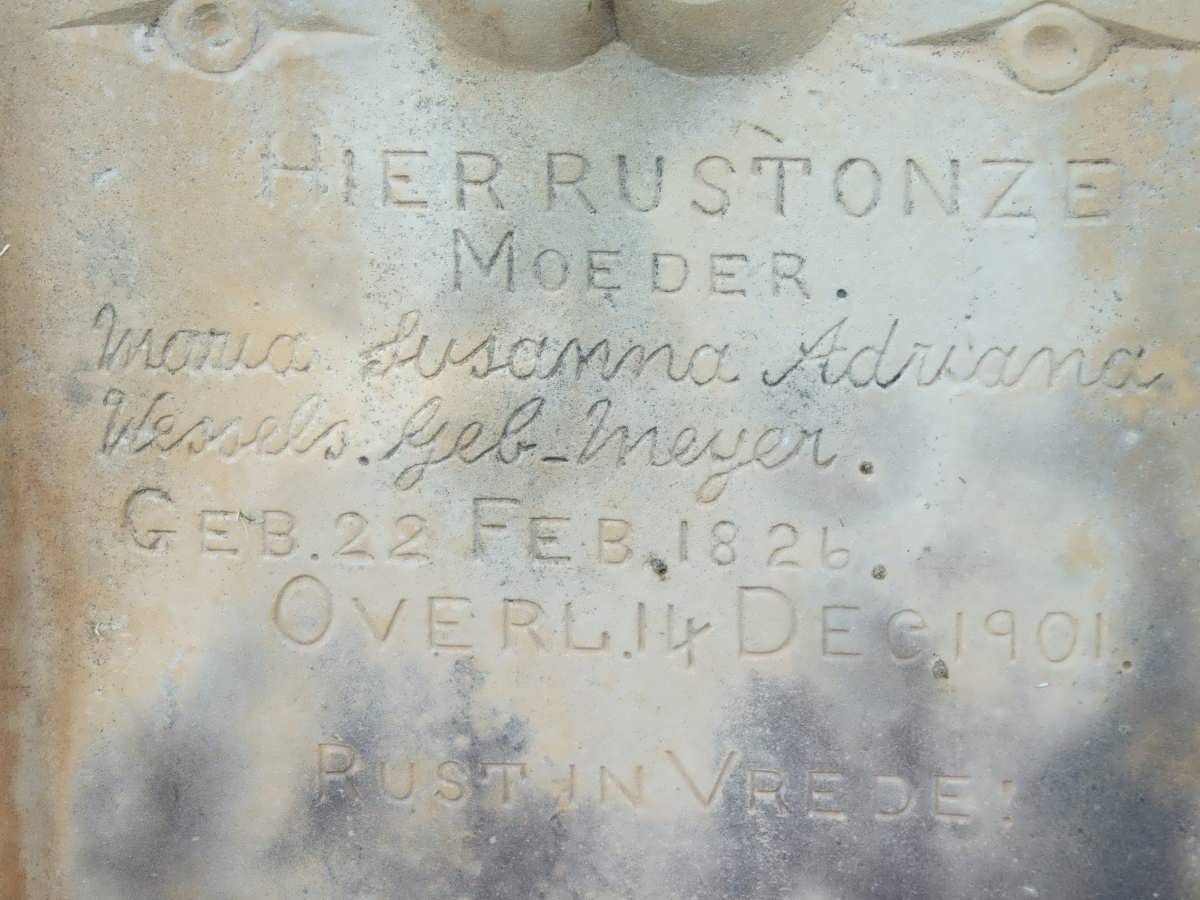 HIER RUST ONZE
MOEDER.
Maria Susanna Adriana
Wessels. Geb-Meyer.
GEB. 22 FEB. 1826.
OVERL. 14 DEC. 1901.
RUST IN VREDE!